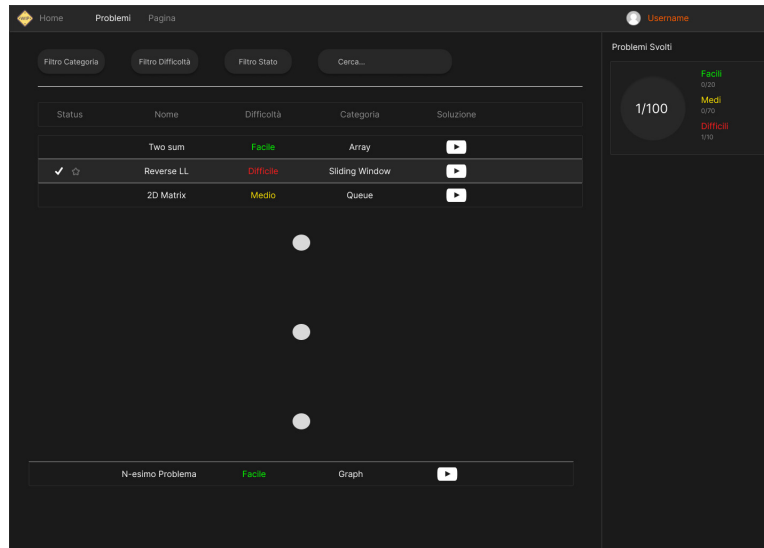 Home Problemi Pagina Username
Problemi Svolti
Filtro Categoria Filtro Difficoltà Filtro Stato Cerca...
Facili
0/20
1/100
Medi
0/70
Difficili
1/10
Status Nome Difficoltà Categoria Soluzione
Two sum Facile Array
Reverse LL Difficile Sliding Window
2D Matrix Medio Queue
N-esimo Problema Facile Graph